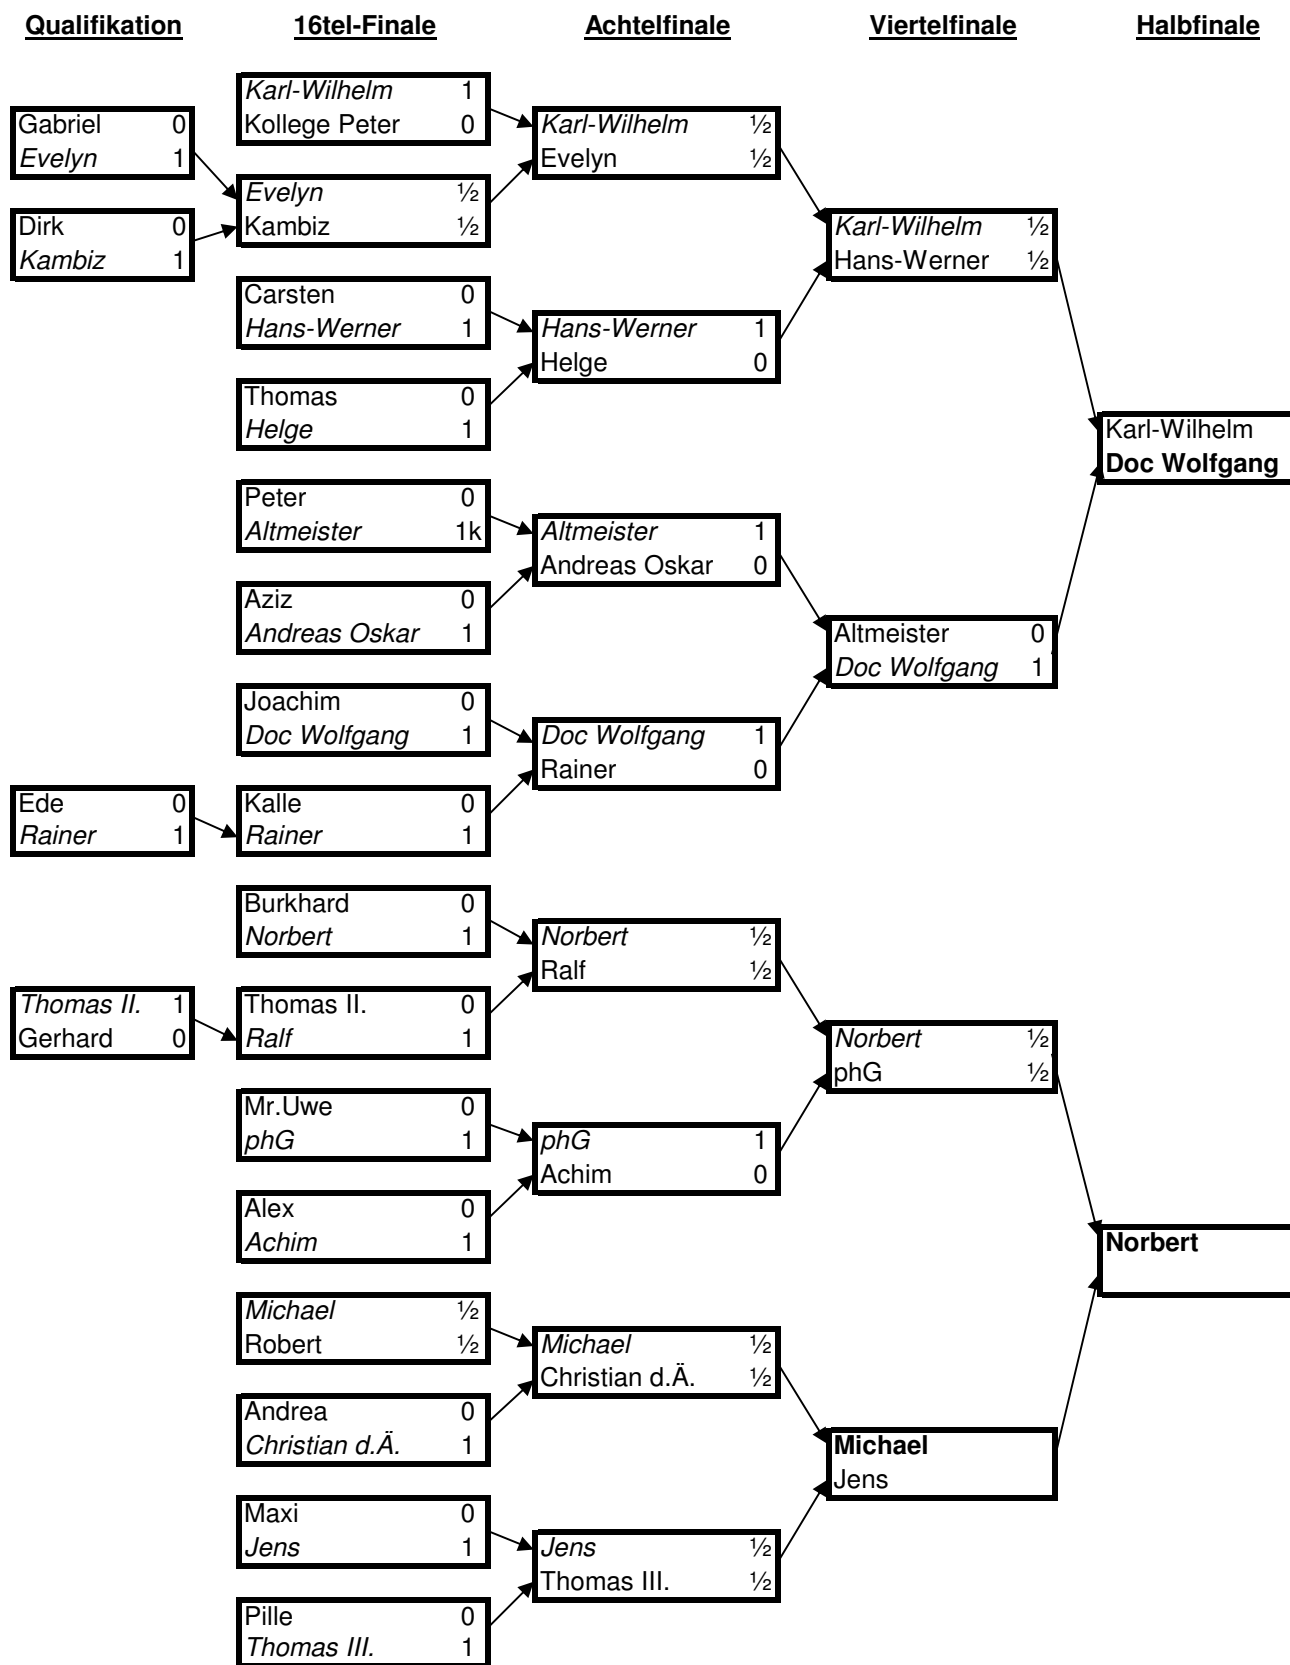 Qualifikation 16tel-Finale Achtelfinale Viertelfinale Halbfinale
Gabriel 0
Evelyn 1
Dirk 0
Kambiz 1
Ede 0
Rainer 1
Thomas II. 1
Gerhard 0
Karl-Wilhelm 1
Kollege Peter 0
Evelyn ½
Kambiz ½
Carsten 0
Hans-Werner 1
Thomas 0
Helge 1
Peter 0
Altmeister 1k
Aziz 0
Andreas Oskar 1
Joachim 0
Doc Wolfgang 1
Kalle 0
Rainer 1
Burkhard 0
Norbert 1
Thomas II. 0
Ralf 1
Mr.Uwe 0
phG 1
Alex 0
Achim 1
Michael ½
Robert ½
Andrea 0
Christian d.Ä. 1
Maxi 0
Jens 1
Pille 0
Thomas III. 1
Karl-Wilhelm ½
Evelyn ½
Hans-Werner 1
Helge 0
Altmeister 1
Andreas Oskar 0
Doc Wolfgang 1
Rainer 0
Norbert ½
Ralf ½
phG 1
Achim 0
Michael ½
Christian d.Ä. ½
Jens ½
Thomas III. ½
Karl-Wilhelm ½
Hans-Werner ½
Altmeister 0
Doc Wolfgang 1
Norbert ½
phG ½
Michael
Jens
Karl-Wilhelm
Doc Wolfgang
Norbert